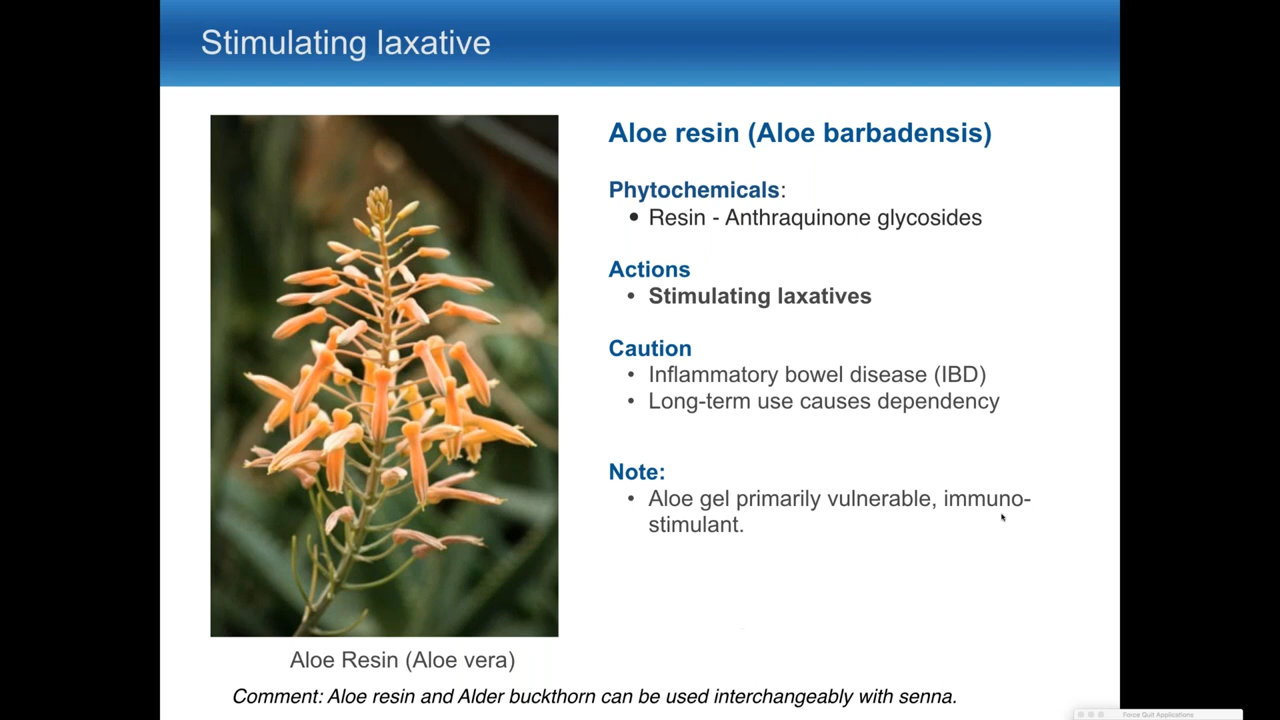 Stimulating laxative
Aloe resin (Aloe barbadensis)
Phytochemicals:
• Resin - Anthraquinone glycosides
Actions
• Stimulating laxatives
Caution
• Inflammatory bowel disease (IBD)
• Long-term use causes dependency
Note:
• Aloe gel primarily vulnerable, immuno-
stimulant.
Aloe Resin (Aloe vera)
Comment: Aloe resin and Alder buckthorn can be used interchangeably with senna.
Force Quit Applications